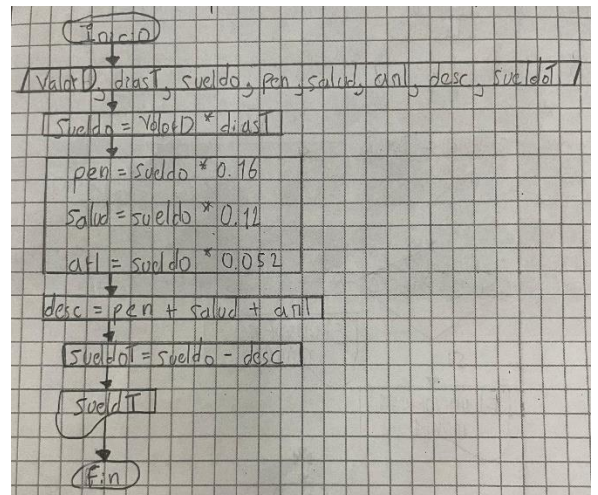 Inicio
ValorD, diasT, sueldo, pen, salud, arl, desc, sueldoT
Sueldo = ValorD * diasT
pen = sueldo * 0.16
salud = sueldo * 0.12
arl = sueldo * 0.052
desc = pen + salud + arl
SueldoT = sueldo - desc
SueldT
Fin